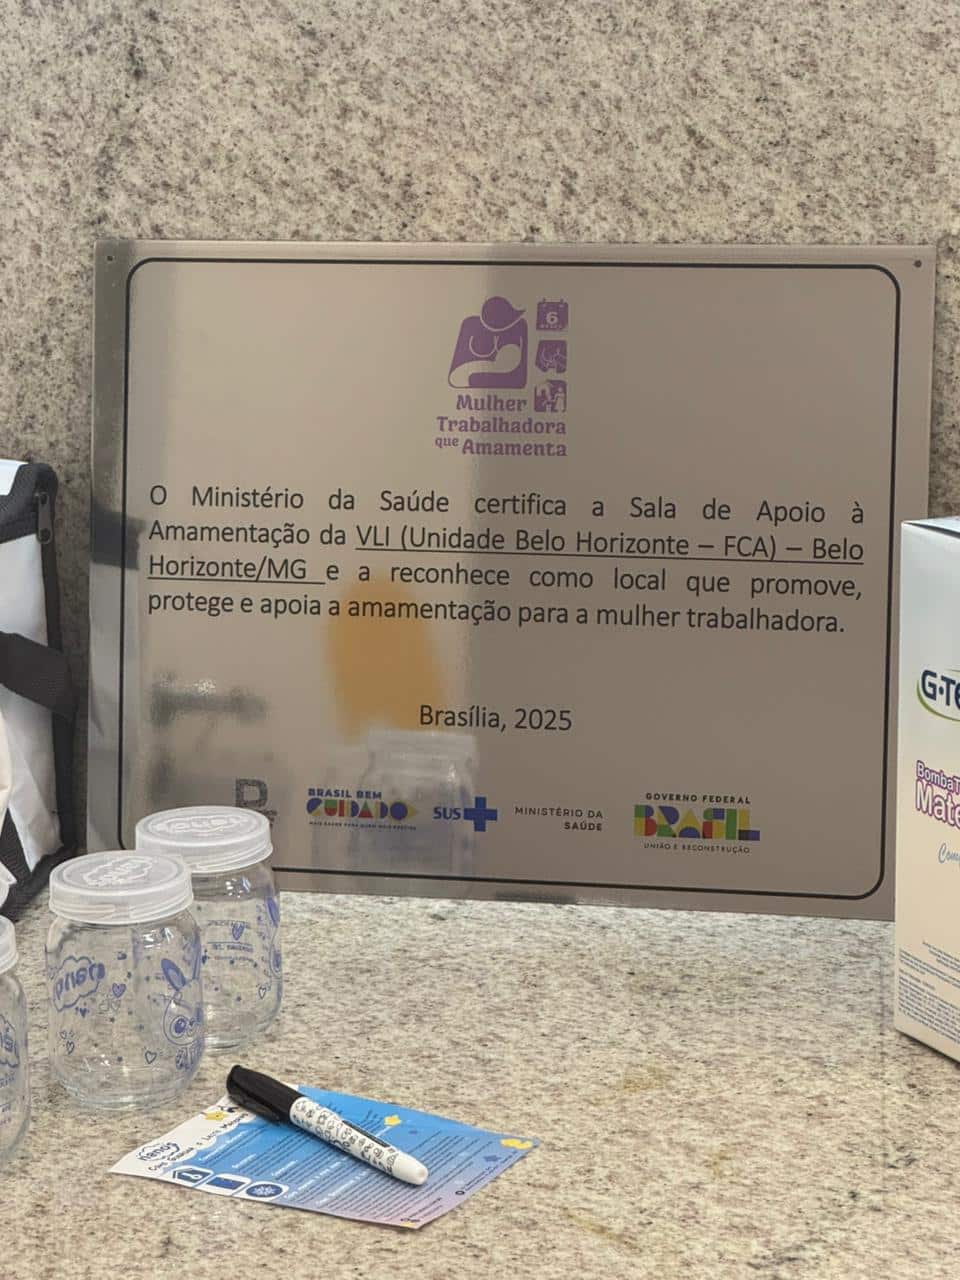 6
Mulher
Trabalhadora
que Amamenta
O Ministério da Saúde certifica a Sala de Apoio à
Amamentação da VLI (Unidade Belo Horizonte – FCA) – Belo
Horizonte/MG e a reconhece como local que promove,
protege e apoia a amamentação para a mulher trabalhadora.
Brasília, 2025
BRASIL BEM
CUIDADO
SUS
MINISTÉRIO DA
SAÚDE
GOVERNO FEDERAL
BRASIL
UNIÃO E RECONSTRUÇÃO
nanos